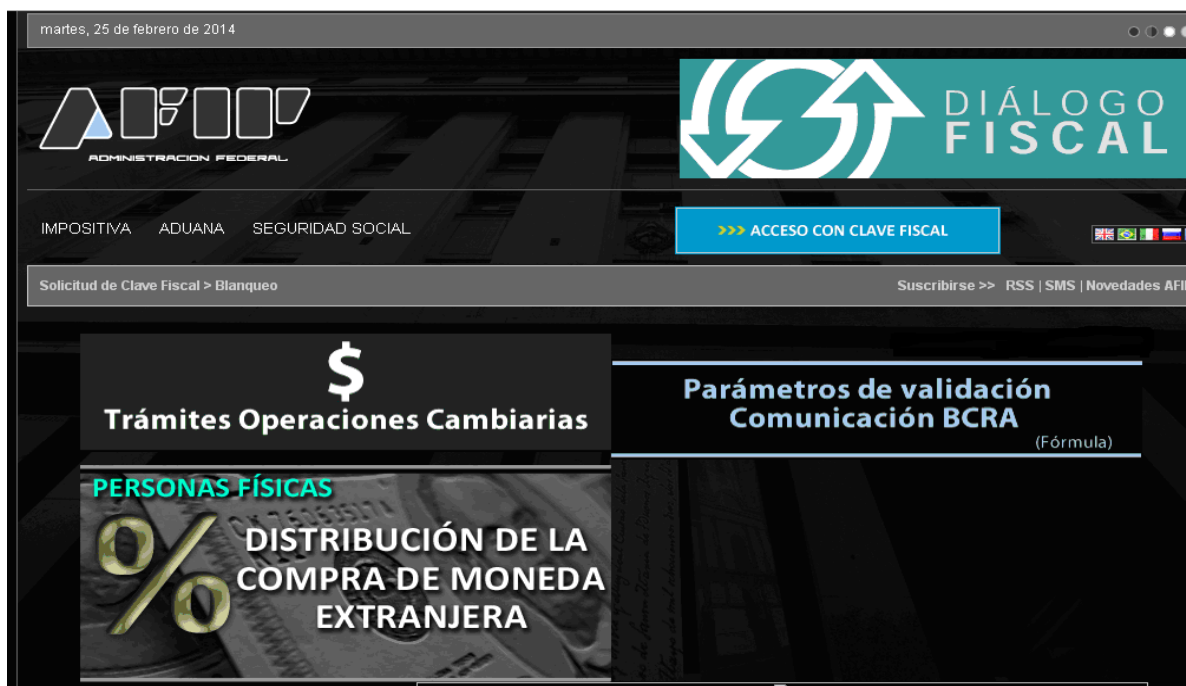 martes, 25 de febrero de 2014
AFIP
ADMINISTRACION FEDERAL
DIÁLOGO
FISCAL
IMPOSITIVA ADUANA SEGURIDAD SOCIAL
>>> ACCESO CON CLAVE FISCAL
Solicitud de Clave Fiscal > Blanqueo
Suscribirse >> RSS | SMS | Novedades AFI
$
Trámites Operaciones Cambiarias
Parámetros de validación
Comunicación BCRA
(Fórmula)
PERSONAS FÍSICAS
%
DISTRIBUCIÓN DE LA
COMPRA DE MONEDA
EXTRANJERA